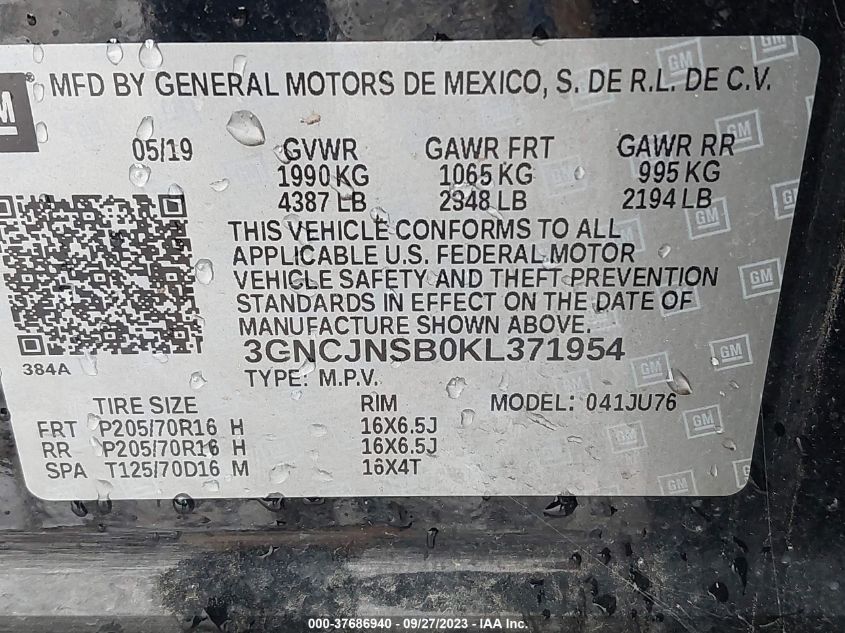 GM
MFD BY GENERAL MOTORS DE MEXICO, S. DE R.L. DE C.V.
05/19 GVWR GAWR FRT GAWR RR
1990 KG 1065 KG 995 KG
4387 LB 2348 LB 2194 LB
THIS VEHICLE CONFORMS TO ALL
APPLICABLE U.S. FEDERAL MOTOR
VEHICLE SAFETY AND THEFT PREVENTION
STANDARDS IN EFFECT ON THE DATE OF
MANUFACTURE SHOWN ABOVE.
3GNCJNSB0KL371954
384A
TYPE: M.P.V.
TIRE SIZE RIM MODEL: 041JU76
FRT P205/70R16 H 16X6.5J
RR P205/70R16 H 16X6.5J
SPA T125/70D16 M 16X4T
000-37686940 - 09/27/2023 - IAA Inc.